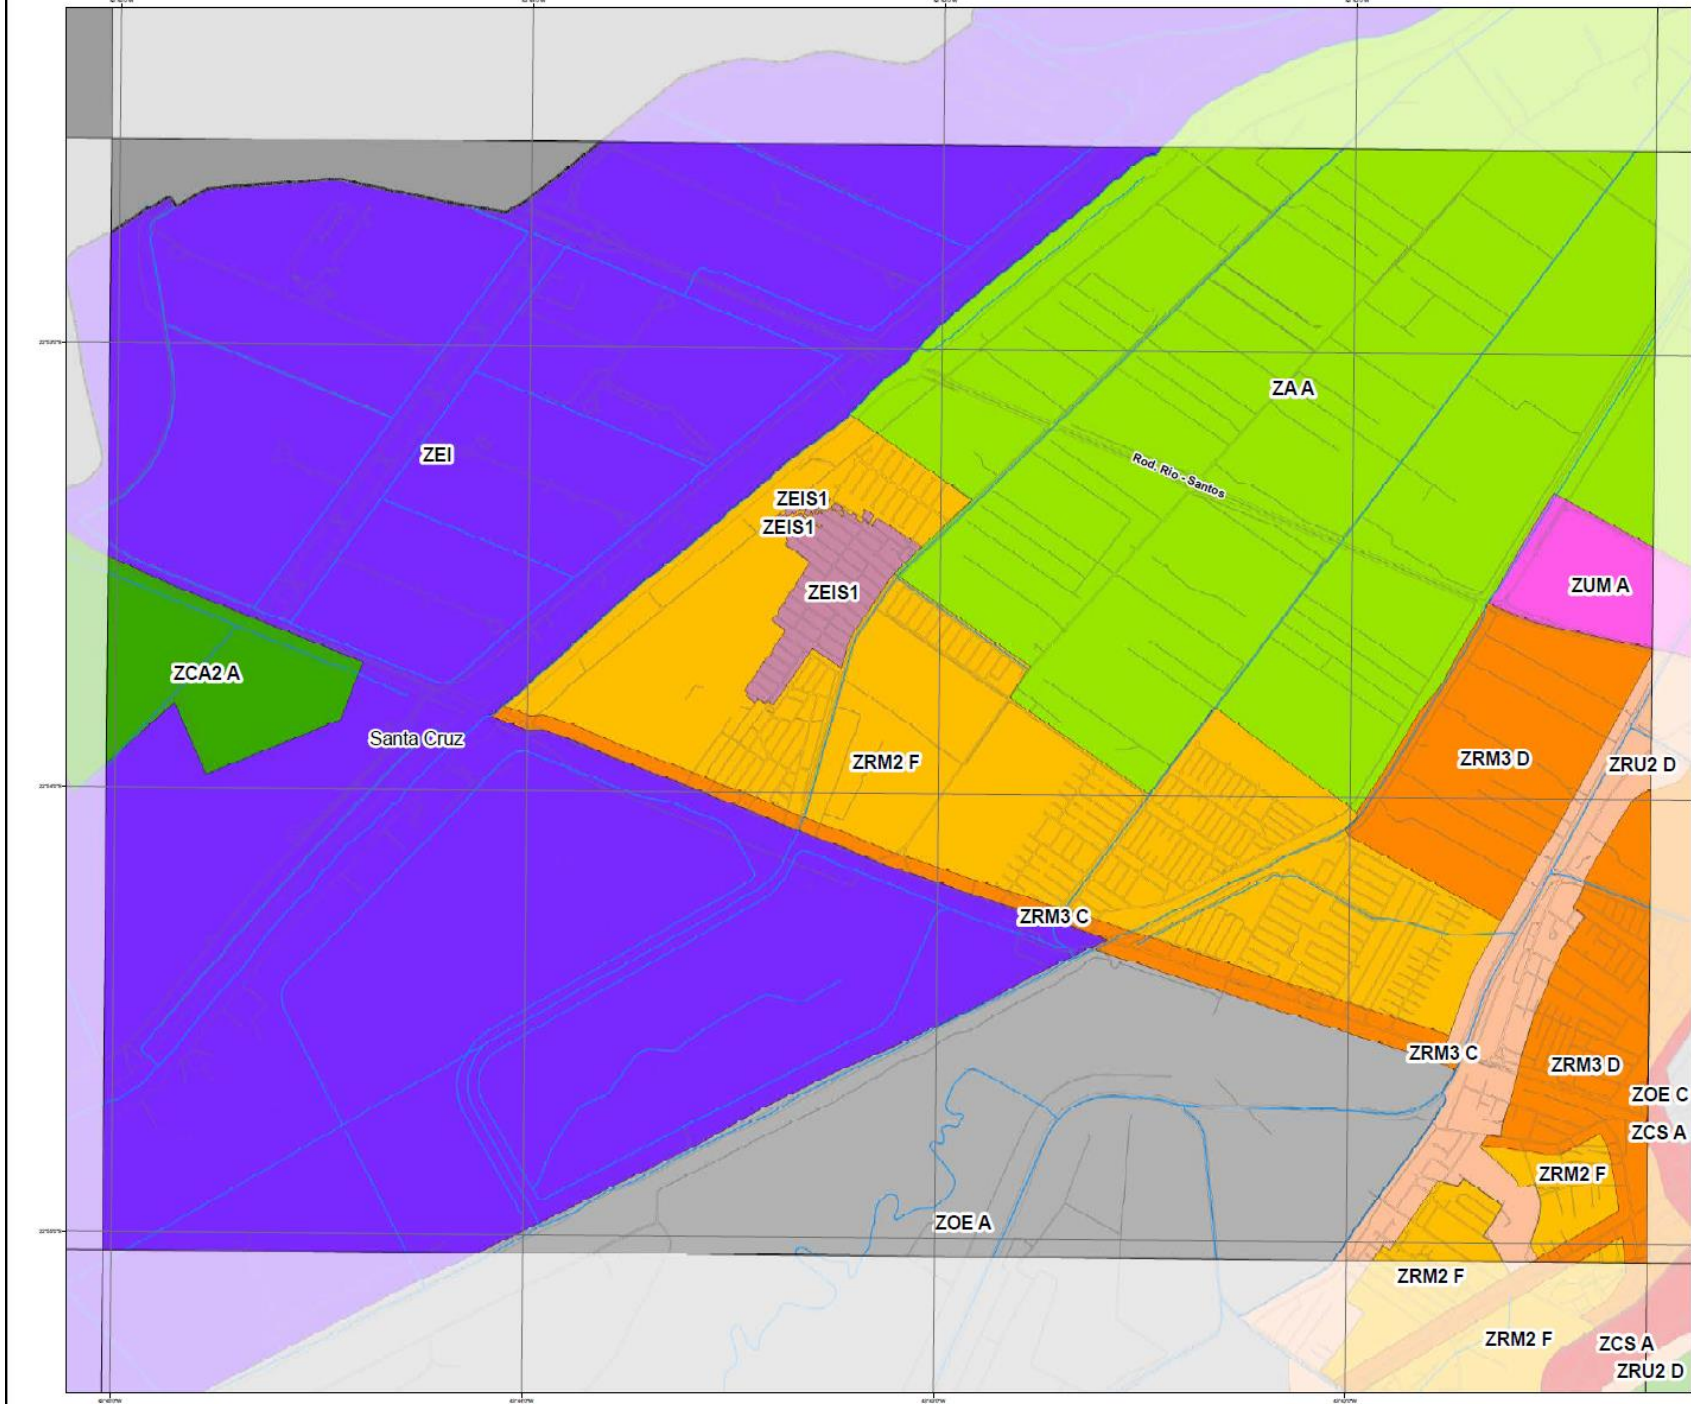 ZA A
Rod. Rio - Santos
ZEI
ZEIS1
ZEIS1
ZEIS1
ZUM A
ZCA2 A
Santa Cruz
ZRM2 F
ZRM3 D
ZRU2 D
ZRM3 C
ZRM3 C
ZRM3 D
ZOE C
ZCS A
ZRM2 F
ZOE A
ZRM2 F
ZRM2 F
ZCS A
ZRU2 D